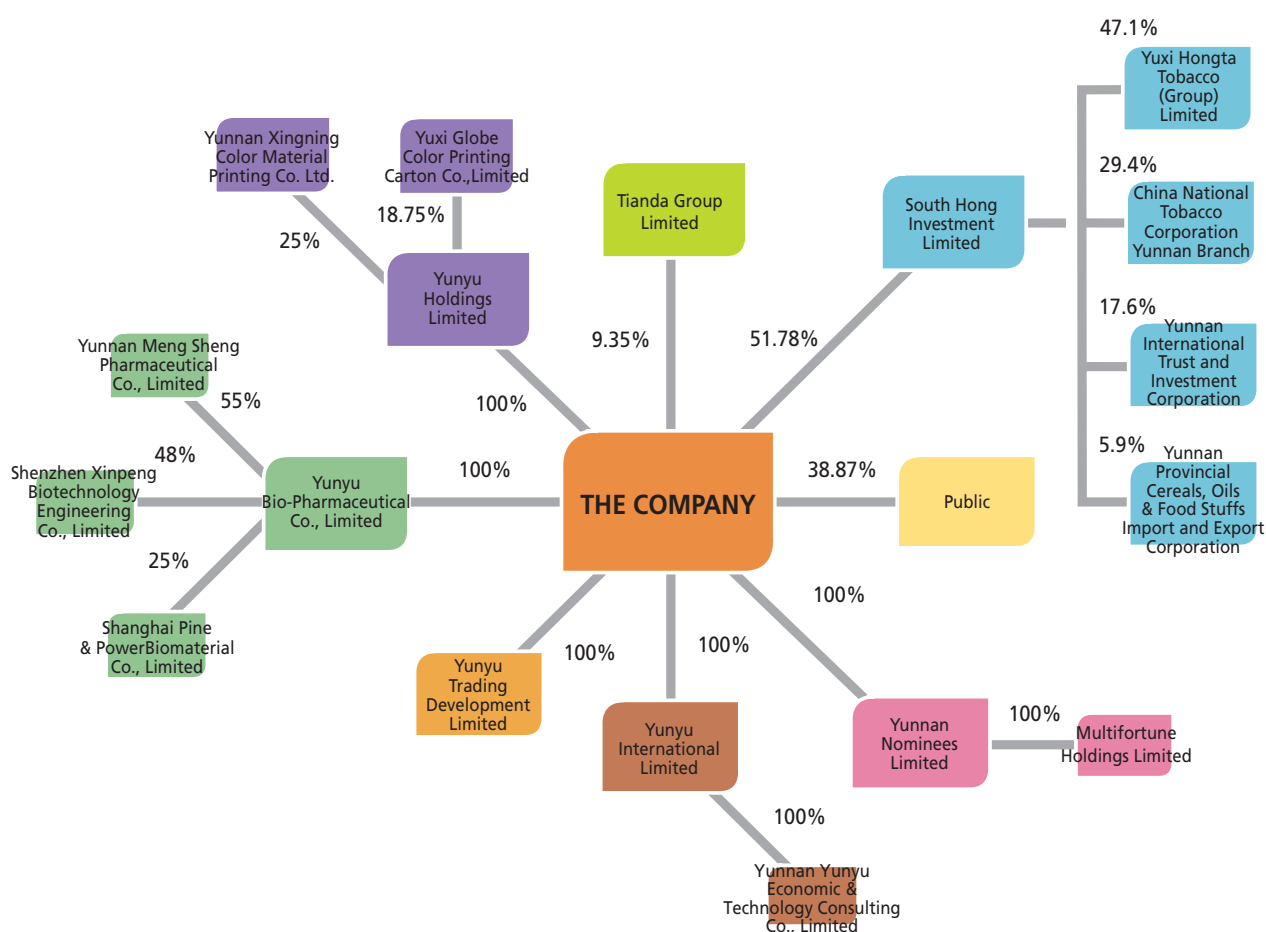 47.1%
Yuxi Hongta
Tobacco
(Group)
Limited
Yunnan Xingning
Color Material
Printing Co. Ltd.
Yuxi Globe
Color Printing
Carton Co.,Limited
29.4%
China National
Tobacco
Corporation
Yunnan Branch
Tianda Group
Limited
South Hong
Investment
Limited
18.75%
25%
Yunyu
Holdings
Limited
17.6%
Yunnan
International
Trust and
Investment
Corporation
9.35%
51.78%
Yunnan Meng Sheng
Pharmaceutical
Co., Limited
55%
100%
5.9%
Yunnan
Provincial
Cereals, Oils
& Food Stuffs
Import and Export
Corporation
48%
Shenzhen Xinpeng
Biotechnology
Engineering
Co., Limited
Yunyu
Bio-Pharmaceutical
Co., Limited
100%
THE COMPANY
38.87%
Public
25%
Shanghai Pine
& PowerBiomaterial
Co., Limited
100%
Yunyu
Trading
Development
Limited
100%
Yunyu
International
Limited
100%
Yunnan
Nominees
Limited
100%
Multifortune
Holdings Limited
100%
Yunnan Yunyu
Economic &
Technology Consulting
Co., Limited